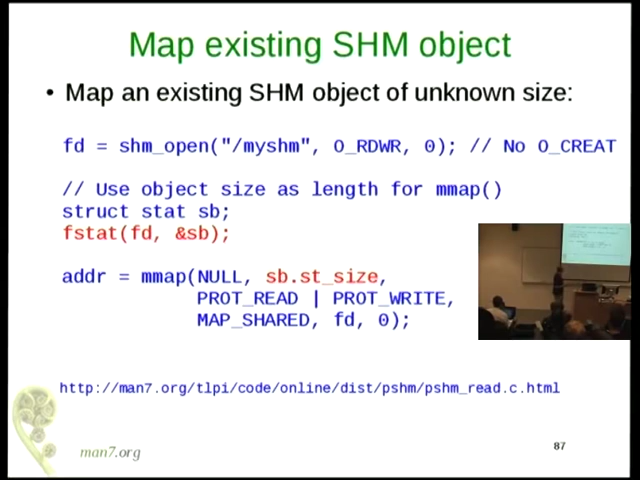 Map existing SHM object
• Map an existing SHM object of unknown size:
fd = shm_open("/myshm", O_RDWR, 0); // No O_CREAT
// Use object size as length for mmap()
struct stat sb;
fstat(fd, &sb);
addr = mmap(NULL, sb.st_size,
PROT_READ | PROT_WRITE,
MAP_SHARED, fd, 0);
http://man7.org/tlpi/code/online/dist/pshm/pshm_read.c.html
man7.org
87